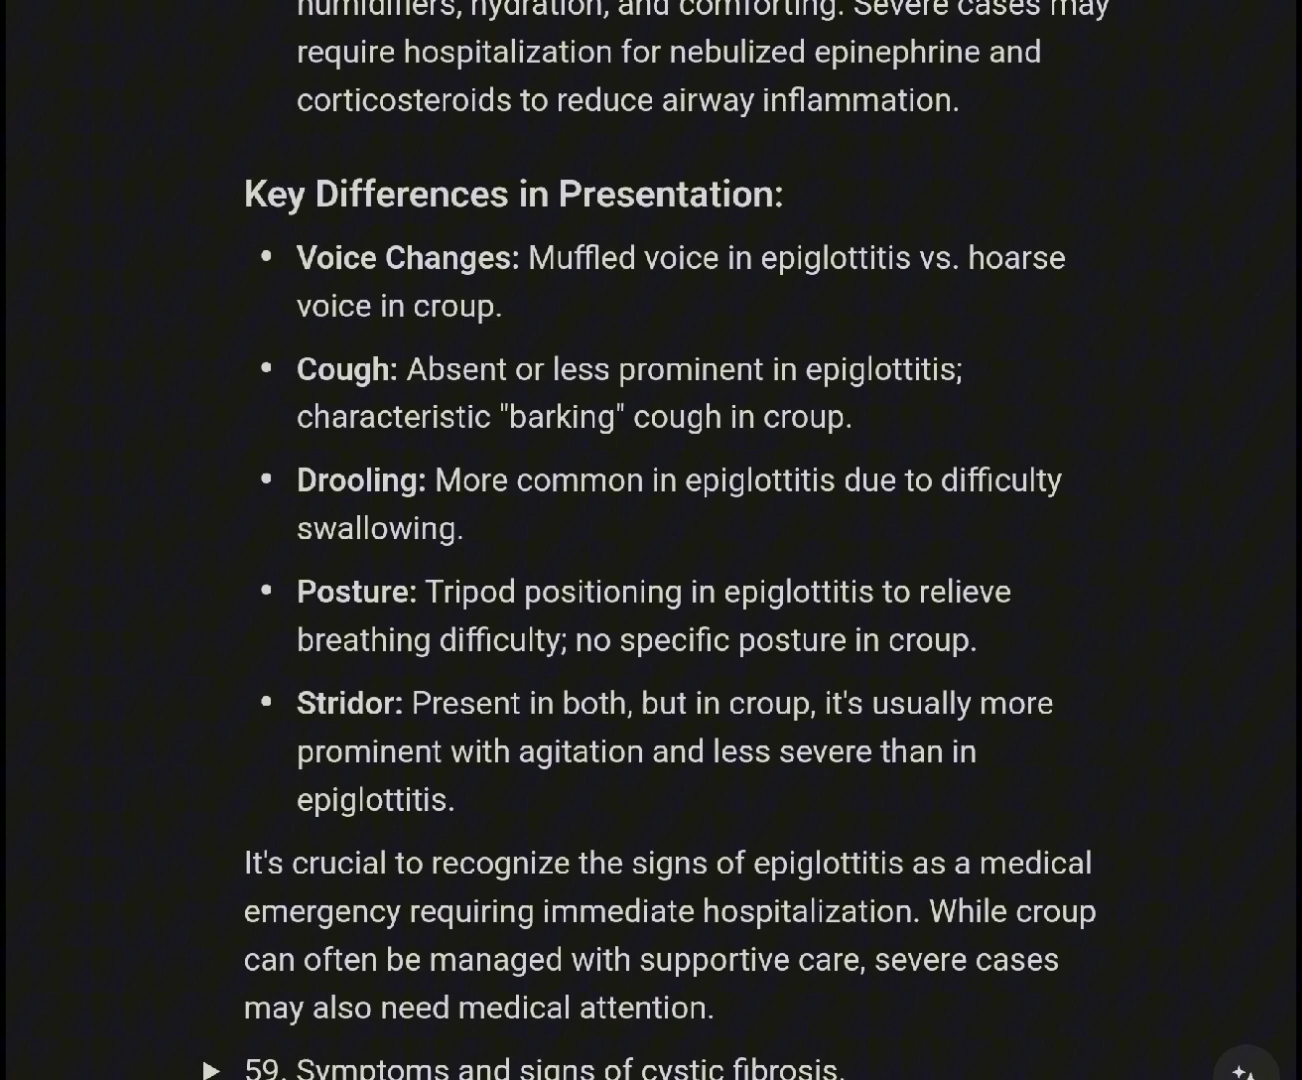 humidifiers, hydration, and comforting. Severe cases may
require hospitalization for nebulized epinephrine and
corticosteroids to reduce airway inflammation.
Key Differences in Presentation:
• Voice Changes: Muffled voice in epiglottitis vs. hoarse
voice in croup.
• Cough: Absent or less prominent in epiglottitis;
characteristic "barking" cough in croup.
• Drooling: More common in epiglottitis due to difficulty
swallowing.
• Posture: Tripod positioning in epiglottitis to relieve
breathing difficulty; no specific posture in croup.
• Stridor: Present in both, but in croup, it's usually more
prominent with agitation and less severe than in
epiglottitis.
It's crucial to recognize the signs of epiglottitis as a medical
emergency requiring immediate hospitalization. While croup
can often be managed with supportive care, severe cases
may also need medical attention.
59. Symptoms and signs of cystic fibrosis.